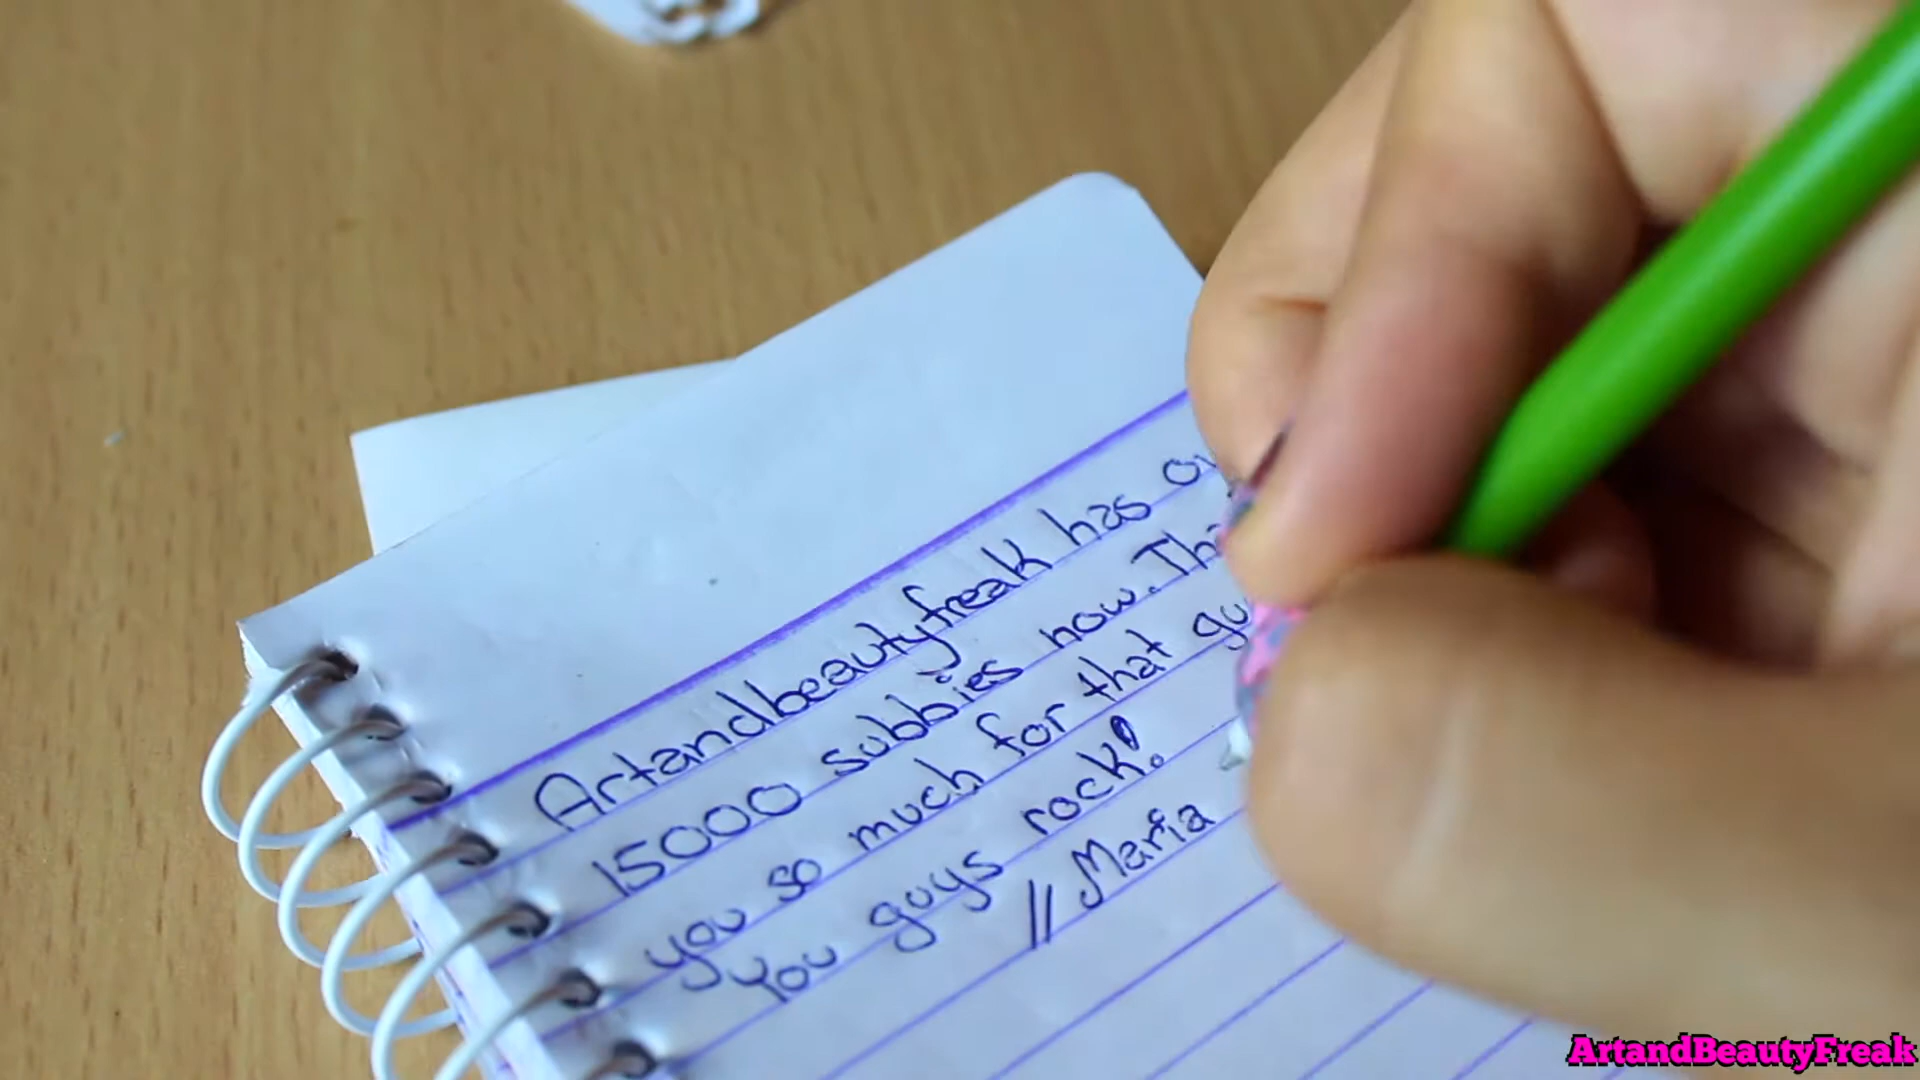 Artandbeautyfreak has
15000 subbies now.
you so much for that
You guys rock!
// Maria
ArtandBeautyFreak